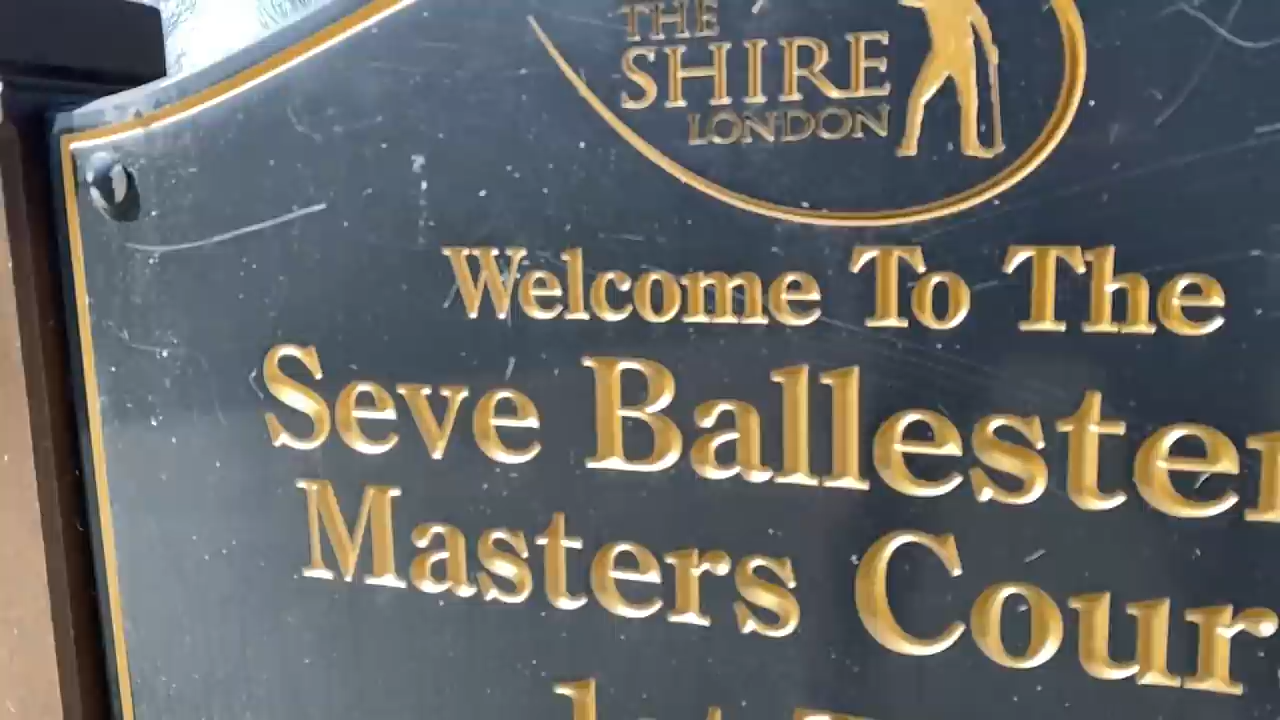 THE
SHIRE
LONDON
Welcome To The
Seve Ballester
Masters Cour